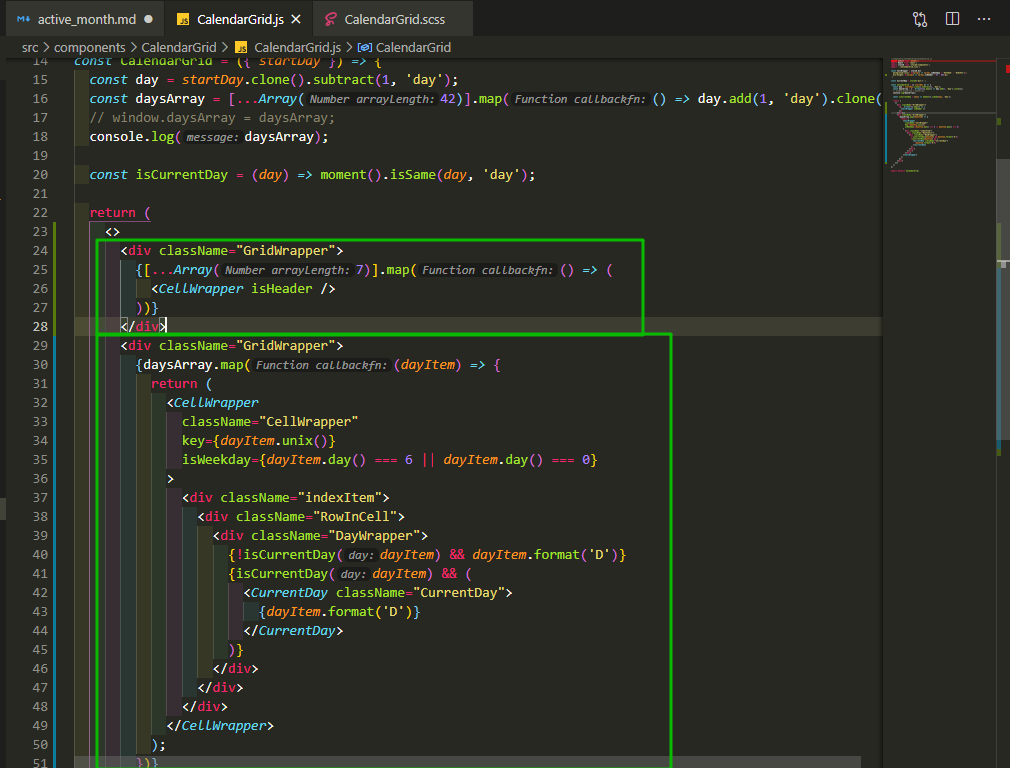 active_month.md
CalendarGrid.js
CalendarGrid.scss
src > components > CalendarGrid > CalendarGrid.js > CalendarGrid
14 const CalendarGrid = ({ startDay }) => {
15 const day = startDay.clone().subtract(1, 'day');
16 const daysArray = [...Array(Number arraylength: 42)].map(Function callbackfn: () => day.add(1, 'day').clone(
17 // window.daysArray = daysArray;
18 console.log(message: daysArray);
19
20 const isCurrentDay = (day) => moment().isSame(day, 'day');
21
22 return (
23 <>
24 <div className="GridWrapper">
25 {[...Array(Number arraylength: 7)].map(Function callbackfn: () => (
26 <CellWrapper isHeader />
27 ))}
28 </div>
29 <div className="GridWrapper">
30 {daysArray.map(Function callbackfn: (dayItem) => {
31 return (
32 <CellWrapper
33 className="CellWrapper"
34 key={dayItem.unix()}
35 isWeekday={dayItem.day() === 6 || dayItem.day() === 0}
36 >
37 <div className="indexItem">
38 <div className="RowInCell">
39 <div className="DayWrapper">
40 {!isCurrentDay(day: dayItem) && dayItem.format('D')}
41 {isCurrentDay(day: dayItem) && (
42 <CurrentDay className="CurrentDay">
43 {dayItem.format('D')}
44 </CurrentDay>
45 )}
46 </div>
47 </div>
48 </div>
49 </CellWrapper>
50 );
51 })}